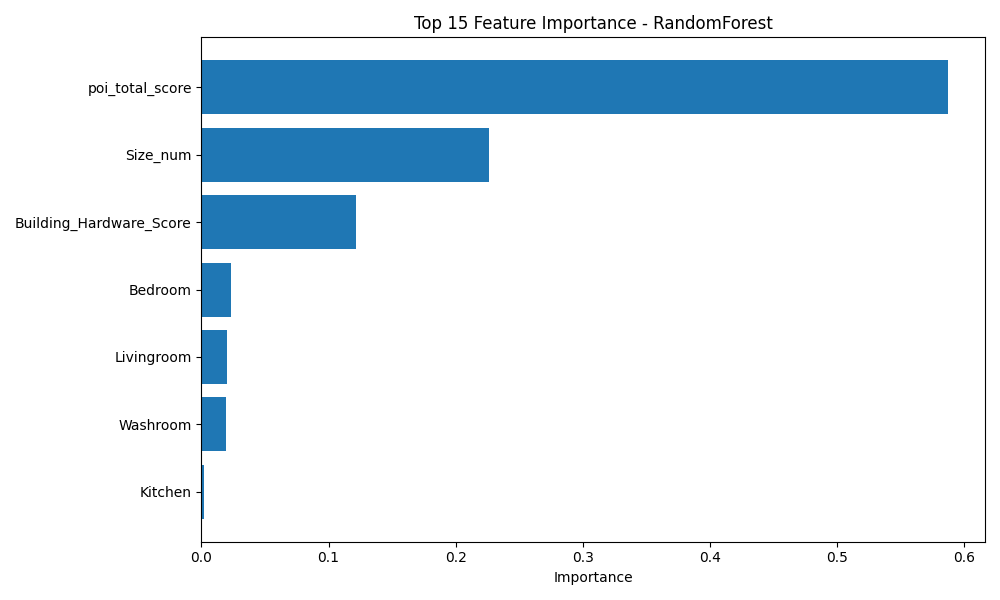 Top 15 Feature Importance - RandomForest
poi_total_score
Size_num
Building_Hardware_Score
Bedroom
Livingroom
Washroom
Kitchen
0.0 0.1 0.2 0.3 0.4 0.5 0.6
Importance